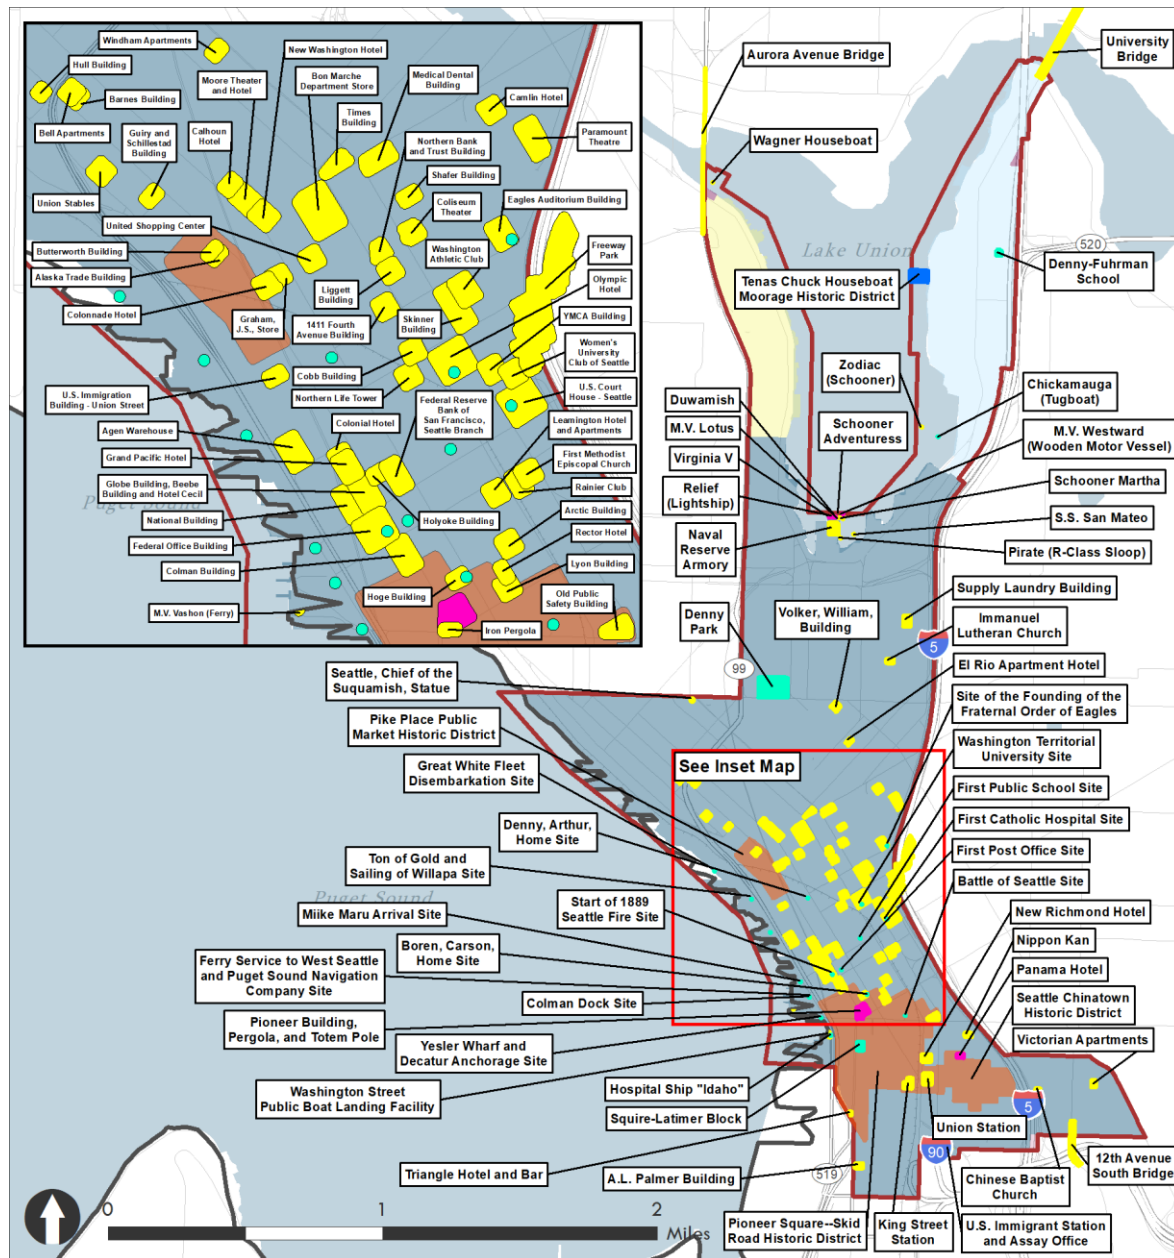 Windham Apartments
Hull Building
Barnes Building
Bell Apartments
Moore Theater
and Hotel
New Washington Hotel
Bon Marche
Department Store
Medical Dental
Building
Times
Building
Camlin Hotel
Paramount
Theatre
Guiry and
Schillestad
Building
Calhoun
Hotel
Northern Bank
and Trust Building
Shafer Building
Union Stables
Coliseum
Theater
Eagles Auditorium Building
United Shopping Center
Butterworth Building
Alaska Trade Building
Colonnade Hotel
Washington
Athletic Club
Freeway
Park
Liggett
Building
Olympic
Hotel
Graham,
J.S., Store
1411 Fourth
Avenue Building
Skinner
Building
YMCA Building
Women's
University
Club of Seattle
Cobb Building
Northern Life Tower
U.S. Immigration
Building - Union Street
Federal Reserve
Bank of
San Francisco,
Seattle Branch
U.S. Court
House - Seattle
Agen Warehouse
Colonial Hotel
Leamington Hotel
and Apartments
Grand Pacific Hotel
First Methodist
Episcopal Church
Globe Building, Beebe
Building and Hotel Cecil
Rainier Club
Puget Sound
National Building
Holyoke Building
Arctic Building
Federal Office Building
Rector Hotel
Colman Building
Lyon Building
Hoge Building
Old Public
Safety Building
M.V. Vashon (Ferry)
Iron Pergola
Aurora Avenue Bridge
University
Bridge
Wagner Houseboat
Lake Union
520
Denny-Fuhrman
School
Tenas Chuck Houseboat
Moorage Historic District
Zodiac
(Schooner)
Chickamauga
(Tugboat)
Duwamish
M.V. Lotus
Virginia V
Relief
(Lightship)
Naval
Reserve
Armory
Schooner
Adventuress
M.V. Westward
(Wooden Motor Vessel)
Schooner Martha
S.S. San Mateo
Pirate (R-Class Sloop)
Supply Laundry Building
Denny
Park
Volker, William,
Building
Immanuel
Lutheran Church
5
99
El Rio Apartment Hotel
Seattle, Chief of the
Suquamish, Statue
Site of the Founding of the
Fraternal Order of Eagles
Pike Place Public
Market Historic District
Washington Territorial
University Site
Great White Fleet
Disembarkation Site
See Inset Map
First Public School Site
First Catholic Hospital Site
Denny, Arthur,
Home Site
First Post Office Site
Ton of Gold and
Sailing of Willapa Site
Battle of Seattle Site
Puget Sound
Start of 1889
Seattle Fire Site
Miike Maru Arrival Site
New Richmond Hotel
Nippon Kan
Boren, Carson,
Home Site
Panama Hotel
Ferry Service to West Seattle
and Puget Sound Navigation
Company Site
Colman Dock Site
Seattle Chinatown
Historic District
Pioneer Building,
Pergola, and Totem Pole
Victorian Apartments
Yesler Wharf and
Decatur Anchorage Site
Washington Street
Public Boat Landing Facility
Hospital Ship "Idaho"
Squire-Latimer Block
5
Union Station
90
12th Avenue
South Bridge
Triangle Hotel and Bar
A.L. Palmer Building
519
Chinese Baptist
Church
Pioneer Square--Skid
Road Historic District
King Street
Station
U.S. Immigrant Station
and Assay Office
0
1
2
Miles